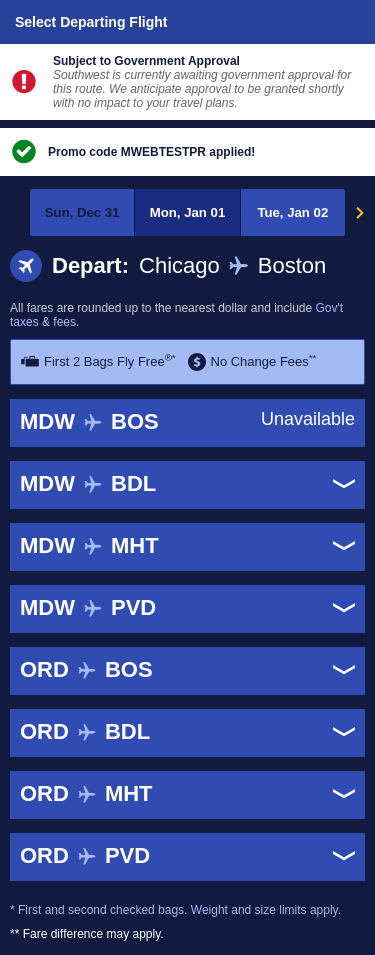 Select Departing Flight
Subject to Government Approval
Southwest is currently awaiting government approval for
this route. We anticipate approval to be granted shortly
with no impact to your travel plans.
Promo code MWEBTESTPR applied!
Sun, Dec 31 Mon, Jan 01 Tue, Jan 02
Depart: Chicago Boston
All fares are rounded up to the nearest dollar and include Gov't
taxes & fees.
First 2 Bags Fly Free®* $ No Change Fees**
MDW BOS Unavailable
MDW BDL
MDW MHT
MDW PVD
ORD BOS
ORD BDL
ORD MHT
ORD PVD
* First and second checked bags. Weight and size limits apply.
** Fare difference may apply.